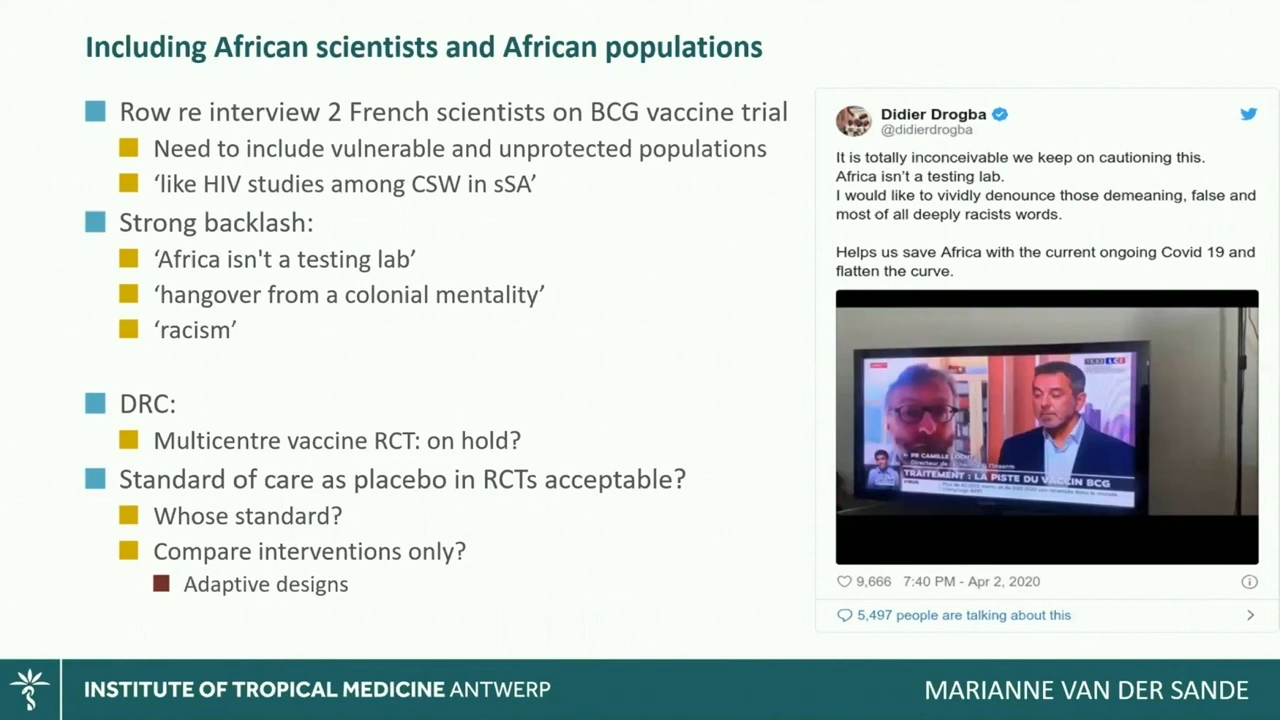 Including African scientists and African populations
Row re interview 2 French scientists on BCG vaccine trial
Need to include vulnerable and unprotected populations
‘like HIV studies among CSW in sSA’
Strong backlash:
‘Africa isn't a testing lab’
‘hangover from a colonial mentality’
‘racism’
DRC:
Multicentre vaccine RCT: on hold?
Standard of care as placebo in RCTs acceptable?
Whose standard?
Compare interventions only?
Adaptive designs
Didier Drogba
@didierdrogba
It is totally inconceivable we keep on cautioning this.
Africa isn’t a testing lab.
I would like to vividly denounce those demeaning, false and
most of all deeply racists words.
Helps us save Africa with the current ongoing Covid 19 and
flatten the curve.
PR CAMILLE LOCHT
TRAITEMENT : LA PISTE DU VACCIN BCG
VIRUS
9,666 7:40 PM - Apr 2, 2020
5,497 people are talking about this
INSTITUTE OF TROPICAL MEDICINE ANTWERP
MARIANNE VAN DER SANDE